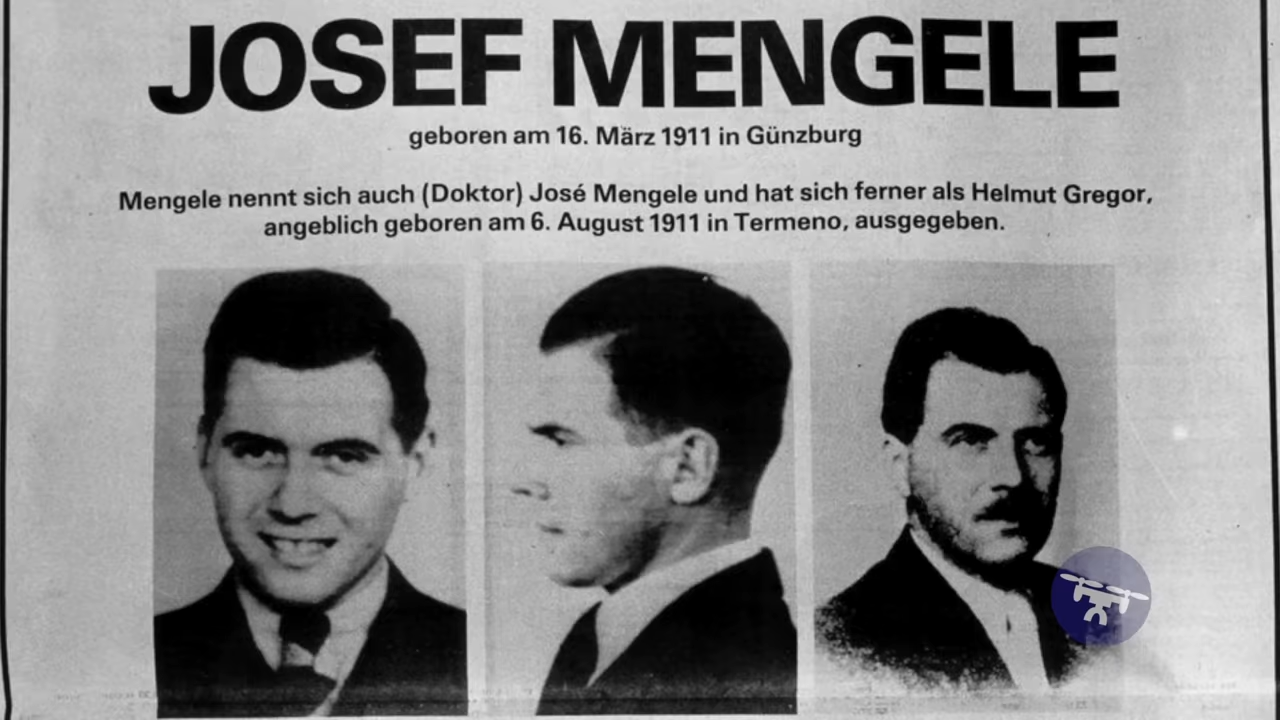 JOSEF MENGELE
geboren am 16. März 1911 in Günzburg
Mengele nennt sich auch (Doktor) José Mengele und hat sich ferner als Helmut Gregor,
angeblich geboren am 6. August 1911 in Termeno, ausgegeben.